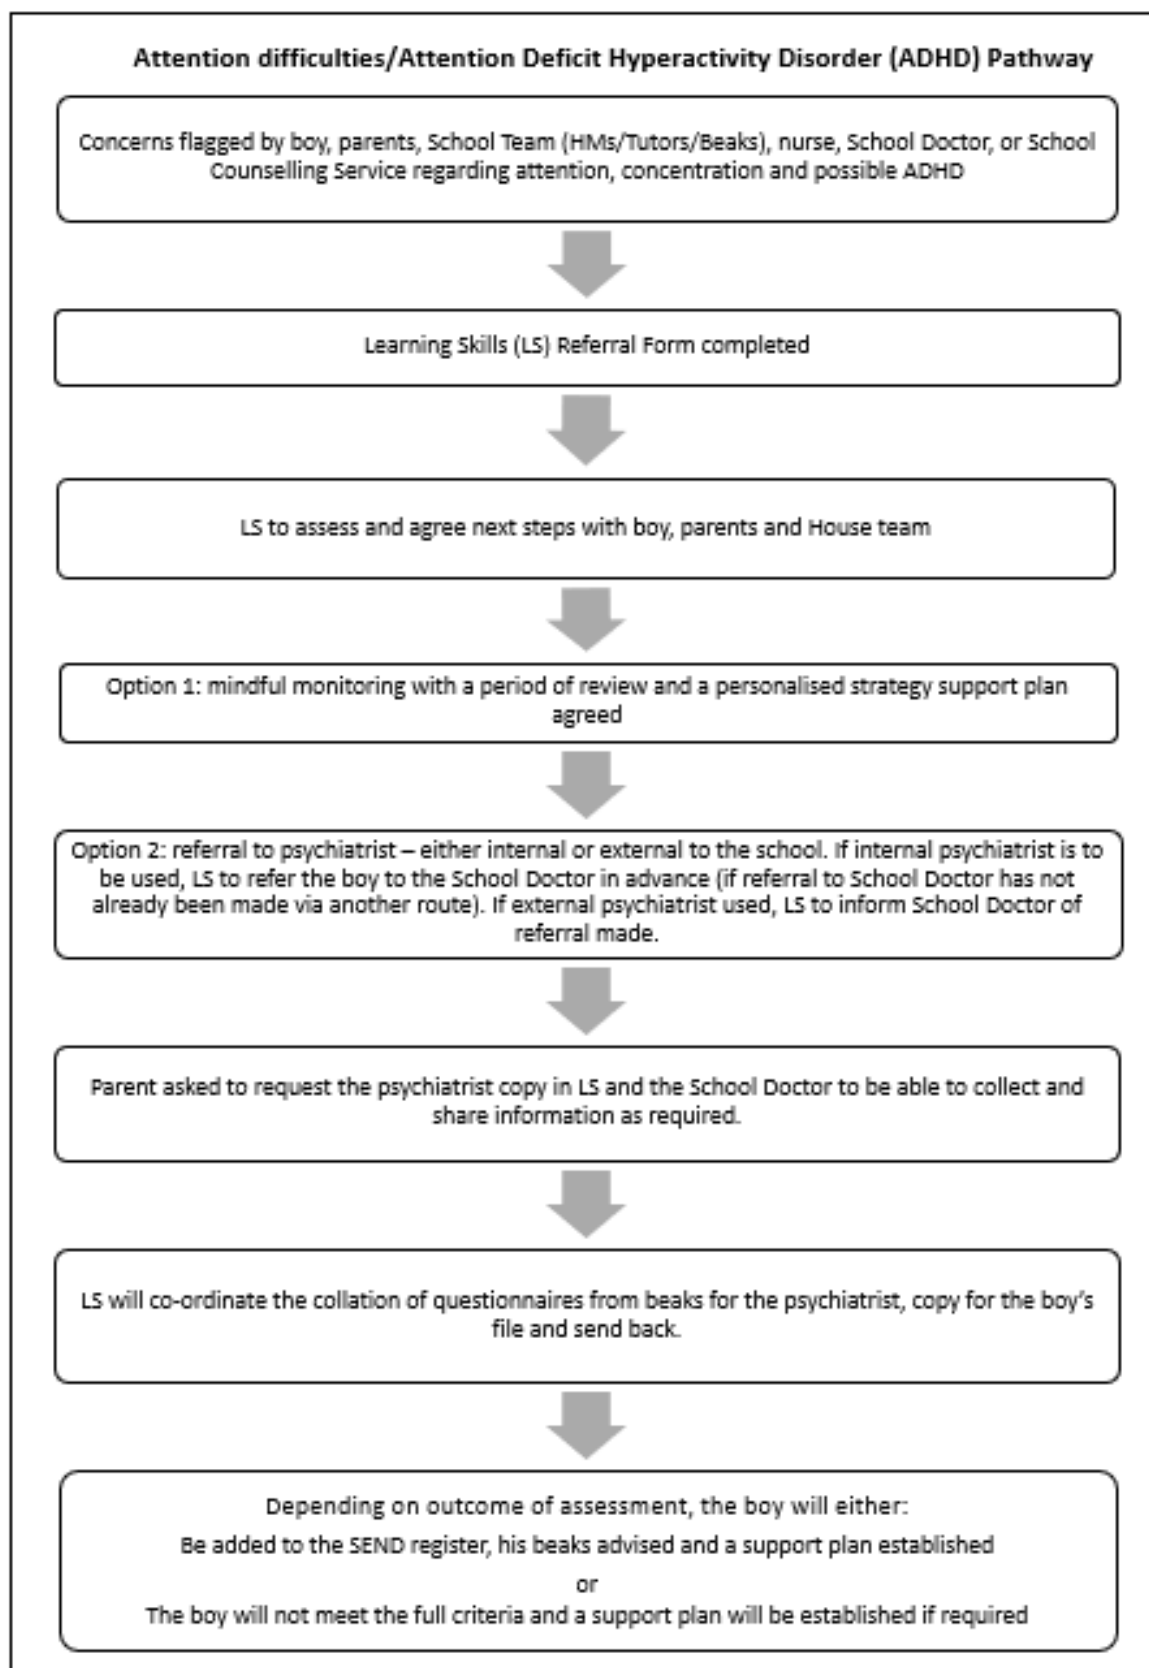 Attention difficulties/Attention Deficit Hyperactivity Disorder (ADHD) Pathway
Concerns flagged by boy, parents, School Team (HMs/Tutors/Beaks), nurse, School Doctor, or School
Counselling Service regarding attention, concentration and possible ADHD
Learning Skills (LS) Referral Form completed
LS to assess and agree next steps with boy, parents and House team
Option 1: mindful monitoring with a period of review and a personalised strategy support plan
agreed
Option 2: referral to psychiatrist – either internal or external to the school. If internal psychiatrist is to
be used, LS to refer the boy to the School Doctor in advance (if referral to School Doctor has not
already been made via another route). If external psychiatrist used, LS to inform School Doctor of
referral made.
Parent asked to request the psychiatrist copy in LS and the School Doctor to be able to collect and
share information as required.
LS will co-ordinate the collation of questionnaires from beaks for the psychiatrist, copy for the boy's
file and send back.
Depending on outcome of assessment, the boy will either:
Be added to the SEND register, his beaks advised and a support plan established
or
The boy will not meet the full criteria and a support plan will be established if required